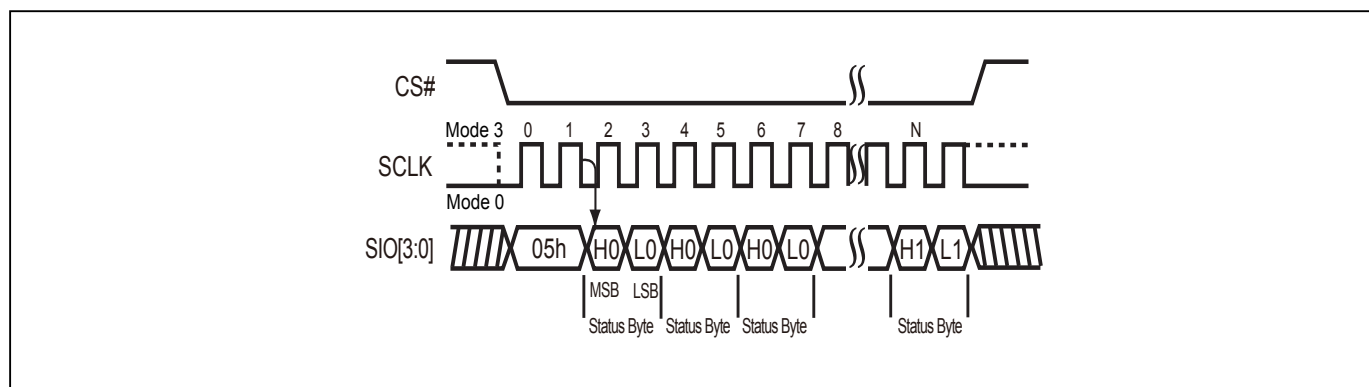 CS#
Mode 3 0 1 2 3 4 5 6 7 8 N
SCLK
Mode 0
SIO[3:0] 05h H0 L0 H0 L0 H0 L0 H1 L1
MSB LSB
Status Byte Status Byte Status Byte Status Byte